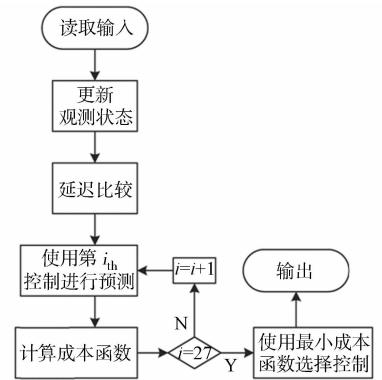 读取输入
更新
观测状态
延迟比较
使用第 i_th
控制进行预测
i=i+1
计算成本函数
i=27
N
Y
使用最小成本
函数选择控制
输出